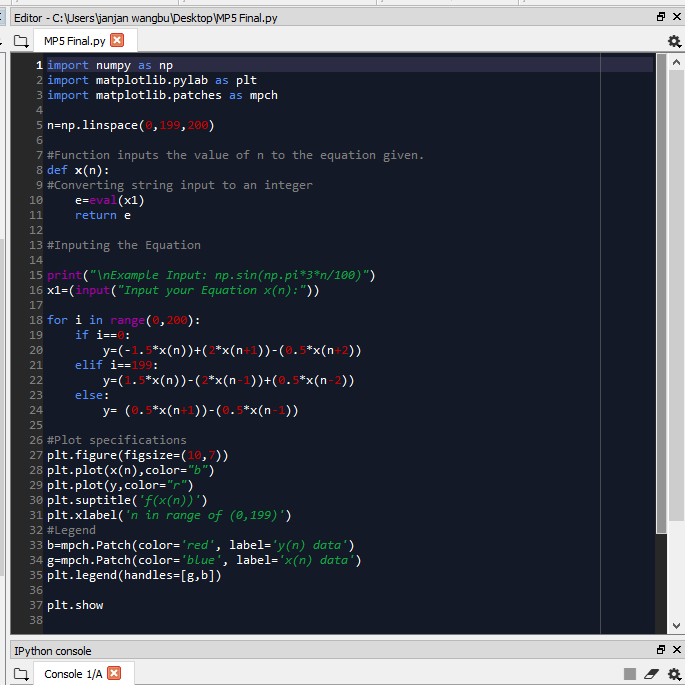 Editor - C:\Users\janjan wangbu\Desktop\MP5 Final.py
MP5 Final.py
1 import numpy as np
2 import matplotlib.pylab as plt
3 import matplotlib.patches as mpch
4
5 n=np.linspace(0,199,200)
6
7 #Function inputs the value of n to the equation given.
8 def x(n):
9 #Converting string input to an integer
10     e=eval(x1)
11     return e
12
13 #Inputing the Equation
14
15 print("\nExample Input: np.sin(np.pi*3*n/100)")
16 x1=(input("Input your Equation x(n):"))
17
18 for i in range(0,200):
19     if i==0:
20         y=(-1.5*x(n))+(2*x(n+1))-(0.5*x(n+2))
21     elif i==199:
22         y=(1.5*x(n))-(2*x(n-1))+(0.5*x(n-2))
23     else:
24         y= (0.5*x(n+1))-(0.5*x(n-1))
25
26 #Plot specifications
27 plt.figure(figsize=(10,7))
28 plt.plot(x(n),color="b")
29 plt.plot(y,color="r")
30 plt.suptitle('f(x(n))')
31 plt.xlabel('n in range of (0,199)')
32 #Legend
33 b=mpch.Patch(color='red', label='y(n) data')
34 g=mpch.Patch(color='blue', label='x(n) data')
35 plt.legend(handles=[g,b])
36
37 plt.show
38
IPython console
Console 1/A